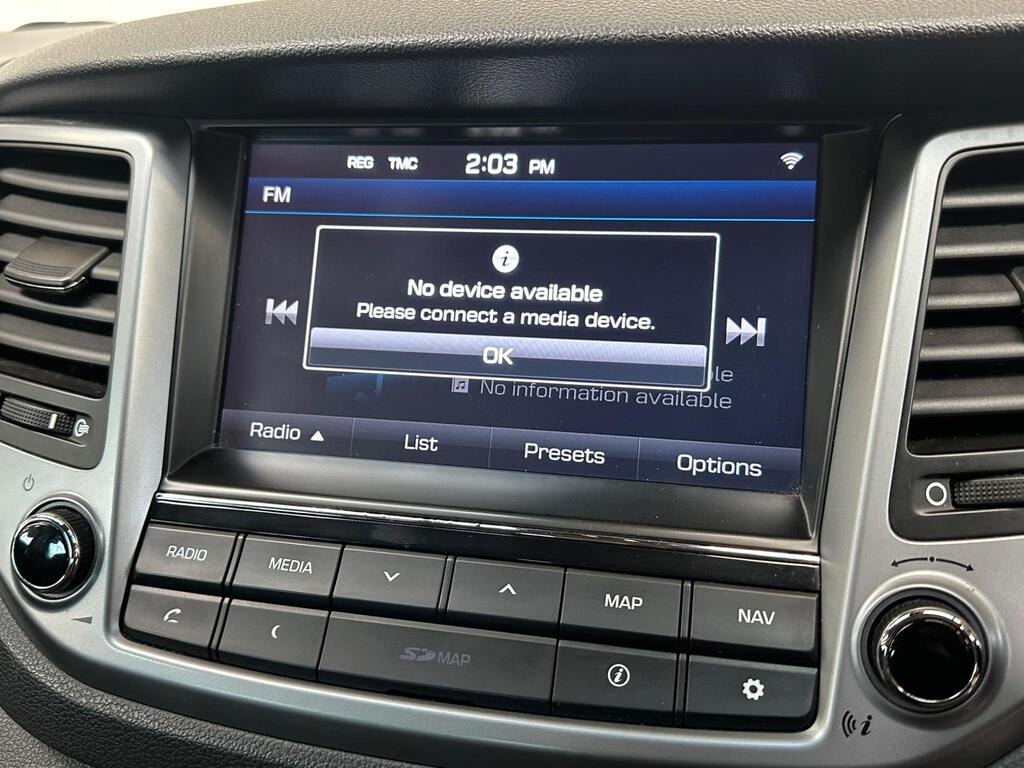 REG TMC 2:03 PM
FM
No device available
Please connect a media device.
OK
No information available
Radio List Presets Options
RADIO MEDIA MAP NAV
SD MAP